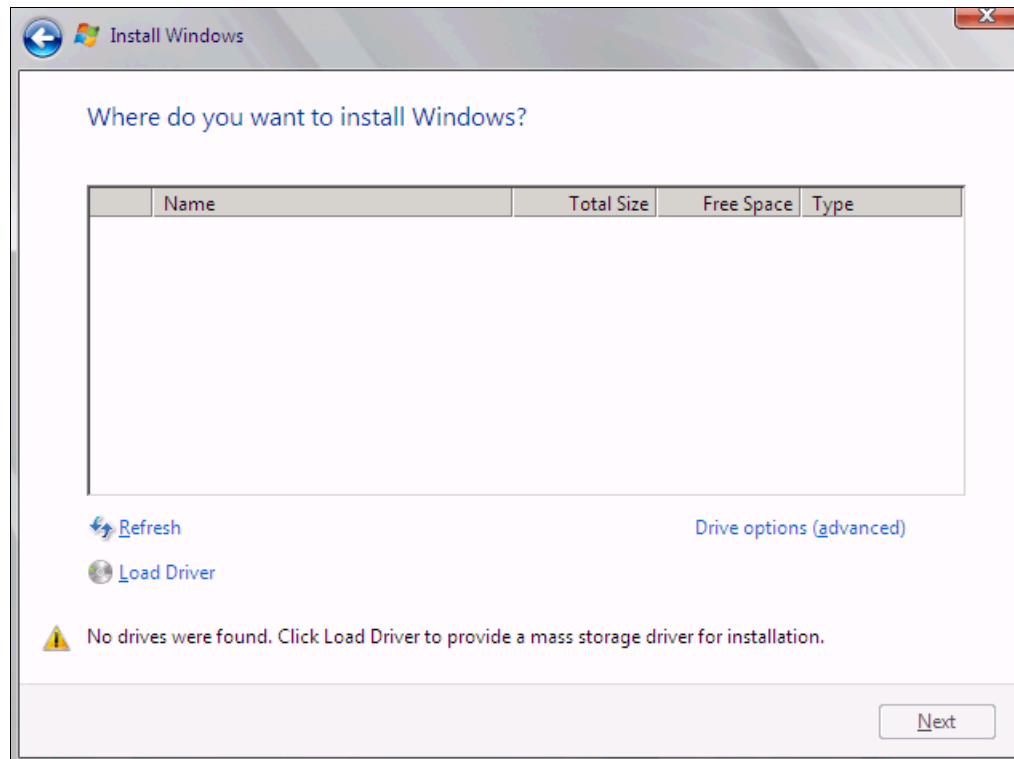 Install Windows
Where do you want to install Windows?
Name Total Size Free Space Type
Refresh Drive options (advanced)
Load Driver
No drives were found. Click Load Driver to provide a mass storage driver for installation.
Next